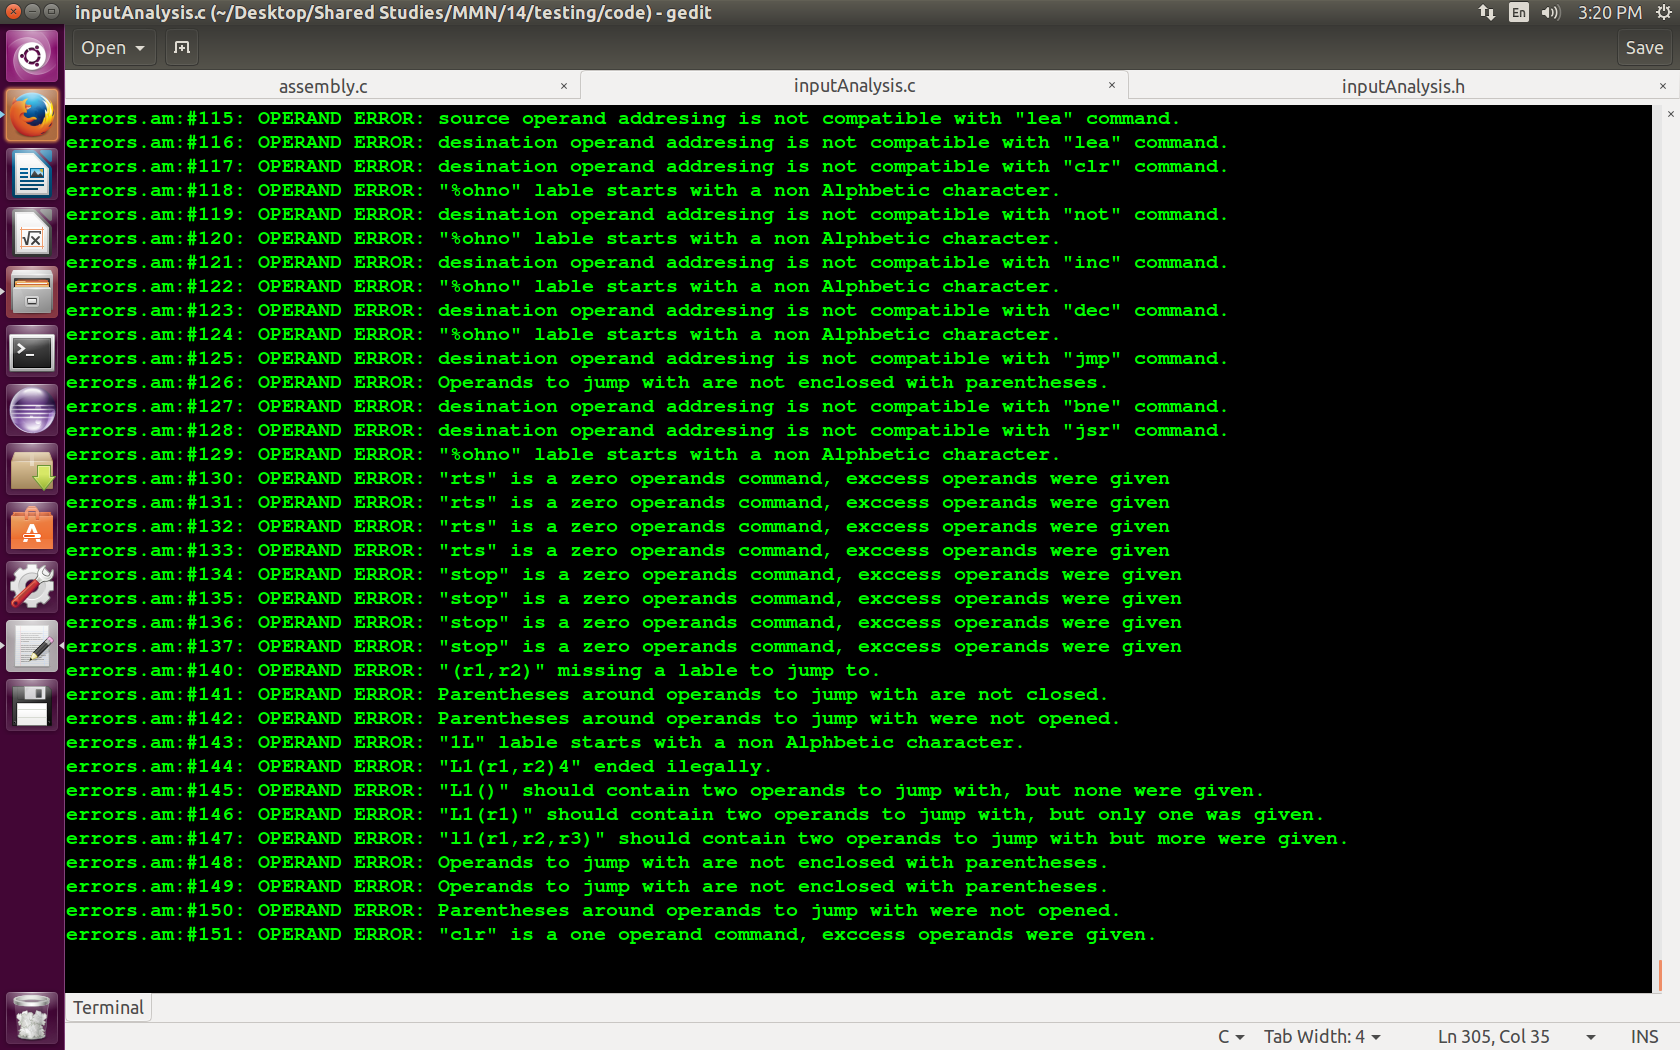 inputAnalysis.c (~/Desktop/Shared Studies/MMN/14/testing/code) - gedit
En
3:20 PM
Open
Save
assembly.c
inputAnalysis.c
inputAnalysis.h
errors.am:#115: OPERAND ERROR: source operand addresing is not compatible with "lea" command.
errors.am:#116: OPERAND ERROR: desination operand addresing is not compatible with "lea" command.
errors.am:#117: OPERAND ERROR: desination operand addresing is not compatible with "clr" command.
errors.am:#118: OPERAND ERROR: "%ohno" lable starts with a non Alphbetic character.
errors.am:#119: OPERAND ERROR: desination operand addresing is not compatible with "not" command.
errors.am:#120: OPERAND ERROR: "%ohno" lable starts with a non Alphbetic character.
errors.am:#121: OPERAND ERROR: desination operand addresing is not compatible with "inc" command.
errors.am:#122: OPERAND ERROR: "%ohno" lable starts with a non Alphbetic character.
errors.am:#123: OPERAND ERROR: desination operand addresing is not compatible with "dec" command.
errors.am:#124: OPERAND ERROR: "%ohno" lable starts with a non Alphbetic character.
errors.am:#125: OPERAND ERROR: desination operand addresing is not compatible with "jmp" command.
errors.am:#126: OPERAND ERROR: Operands to jump with are not enclosed with parentheses.
errors.am:#127: OPERAND ERROR: desination operand addresing is not compatible with "bne" command.
errors.am:#128: OPERAND ERROR: desination operand addresing is not compatible with "jsr" command.
errors.am:#129: OPERAND ERROR: "%ohno" lable starts with a non Alphbetic character.
errors.am:#130: OPERAND ERROR: "rts" is a zero operands command, exccess operands were given
errors.am:#131: OPERAND ERROR: "rts" is a zero operands command, exccess operands were given
errors.am:#132: OPERAND ERROR: "rts" is a zero operands command, exccess operands were given
errors.am:#133: OPERAND ERROR: "rts" is a zero operands command, exccess operands were given
errors.am:#134: OPERAND ERROR: "stop" is a zero operands command, exccess operands were given
errors.am:#135: OPERAND ERROR: "stop" is a zero operands command, exccess operands were given
errors.am:#136: OPERAND ERROR: "stop" is a zero operands command, exccess operands were given
errors.am:#137: OPERAND ERROR: "stop" is a zero operands command, exccess operands were given
errors.am:#140: OPERAND ERROR: "(r1,r2)" missing a lable to jump to.
errors.am:#141: OPERAND ERROR: Parentheses around operands to jump with are not closed.
errors.am:#142: OPERAND ERROR: Parentheses around operands to jump with were not opened.
errors.am:#143: OPERAND ERROR: "1L" lable starts with a non Alphbetic character.
errors.am:#144: OPERAND ERROR: "L1(r1,r2)4" ended ilegally.
errors.am:#145: OPERAND ERROR: "L1()" should contain two operands to jump with, but none were given.
errors.am:#146: OPERAND ERROR: "L1(r1)" should contain two operands to jump with, but only one was given.
errors.am:#147: OPERAND ERROR: "l1(r1,r2,r3)" should contain two operands to jump with but more were given.
errors.am:#148: OPERAND ERROR: Operands to jump with are not enclosed with parentheses.
errors.am:#149: OPERAND ERROR: Operands to jump with are not enclosed with parentheses.
errors.am:#150: OPERAND ERROR: Parentheses around operands to jump with were not opened.
errors.am:#151: OPERAND ERROR: "clr" is a one operand command, exccess operands were given.
Terminal
C
Tab Width: 4
Ln 305, Col 35
INS